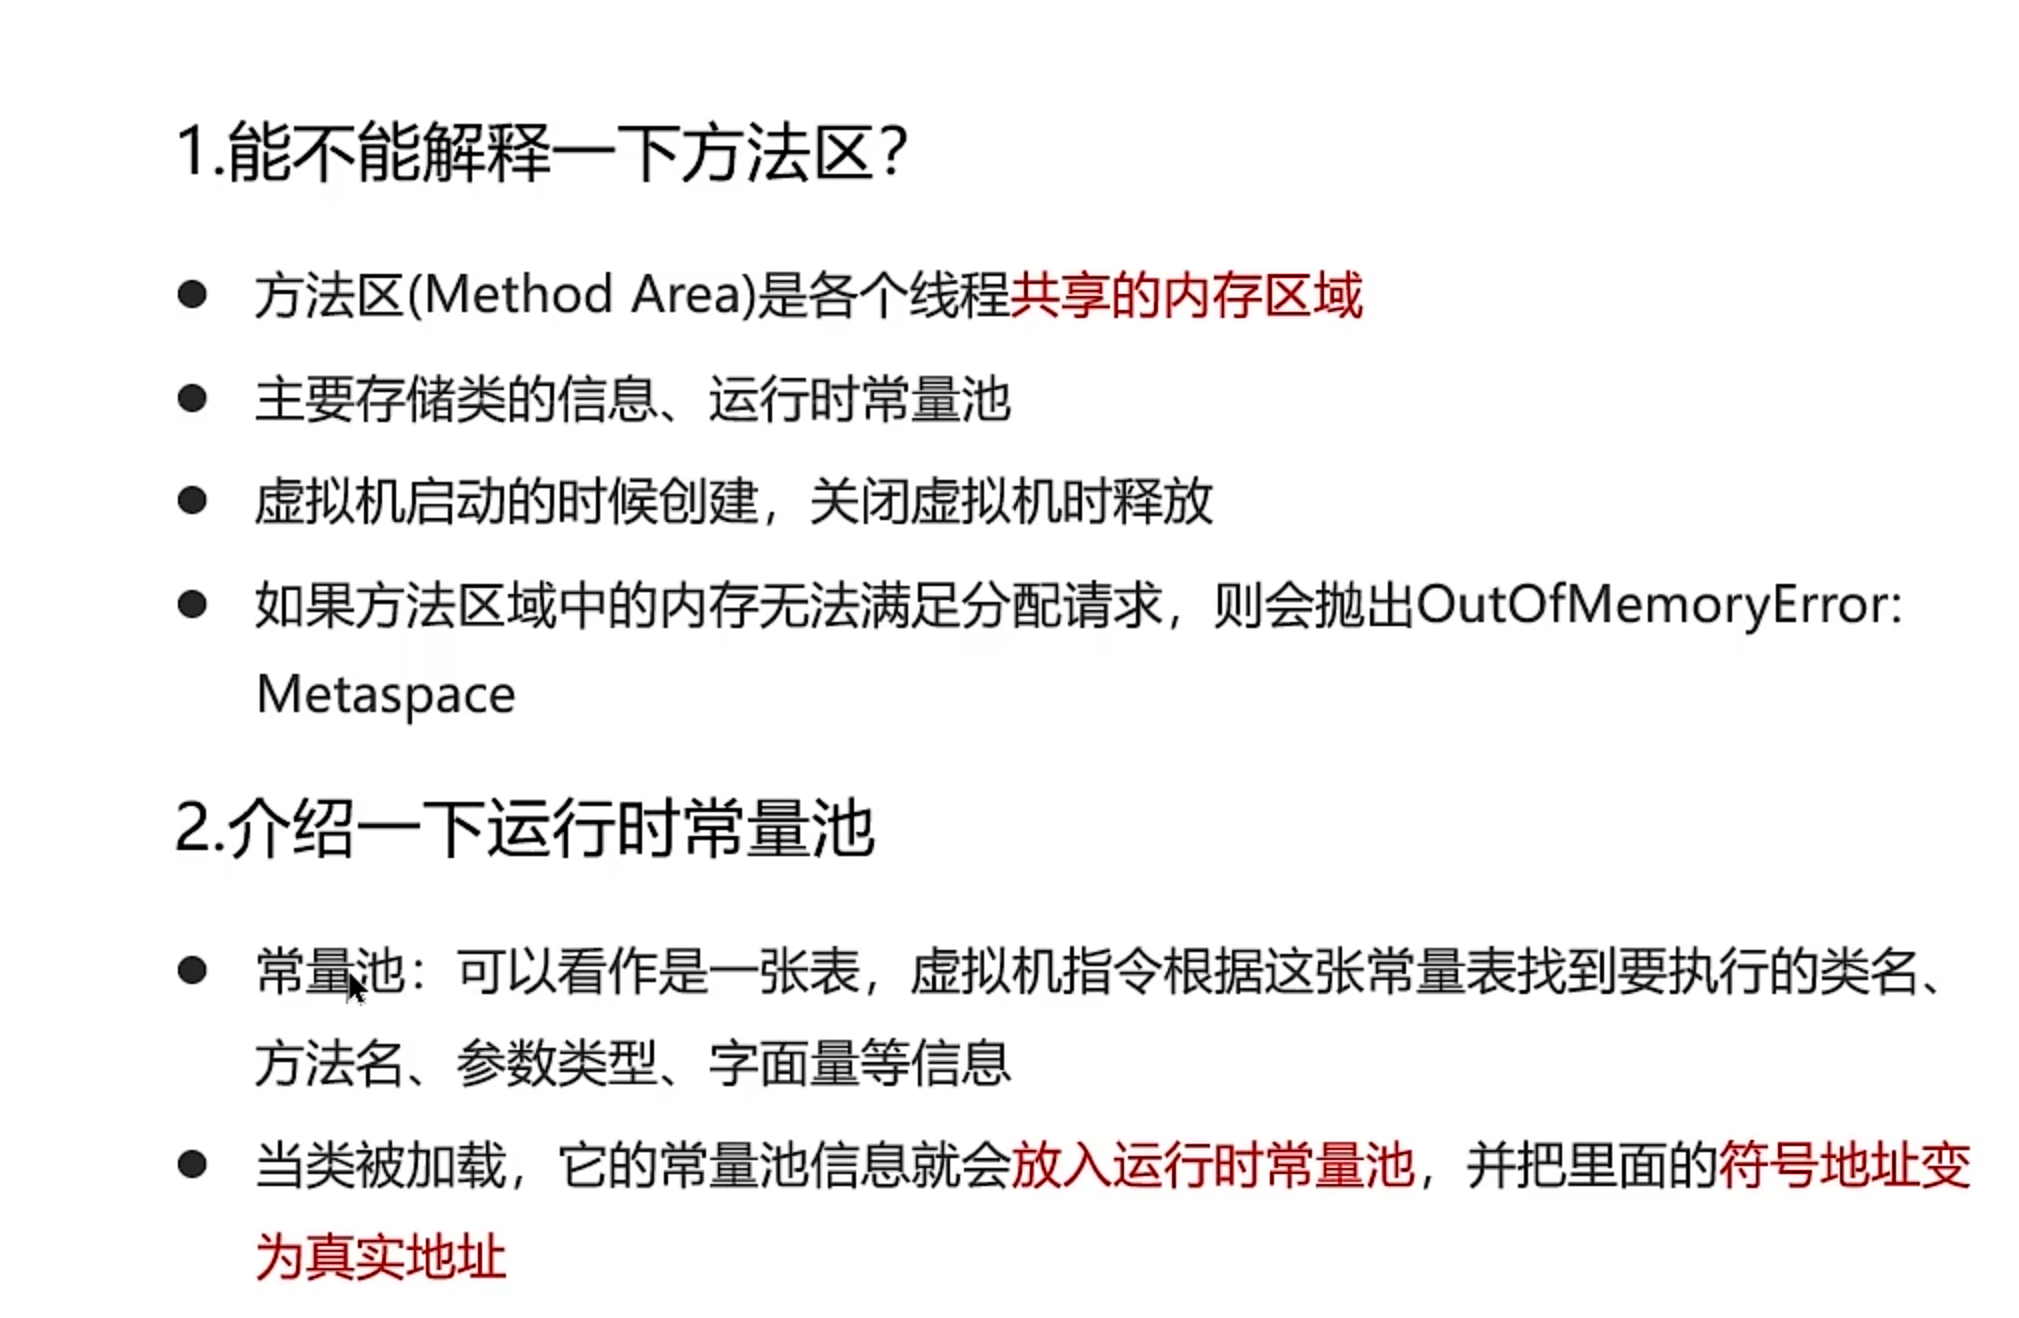 1.能不能解释一下方法区？
● 方法区(Method Area)是各个线程共享的内存区域
● 主要存储类的信息、运行时常量池
● 虚拟机启动的时候创建，关闭虚拟机时释放
● 如果方法区域中的内存无法满足分配请求，则会抛出OutOfMemoryError:
Metaspace
2.介绍一下运行时常量池
● 常量池：可以看作是一张表，虚拟机指令根据这张常量表找到要执行的类名、
方法名、参数类型、字面量等信息
● 当类被加载，它的常量池信息就会放入运行时常量池，并把里面的符号地址变
为真实地址